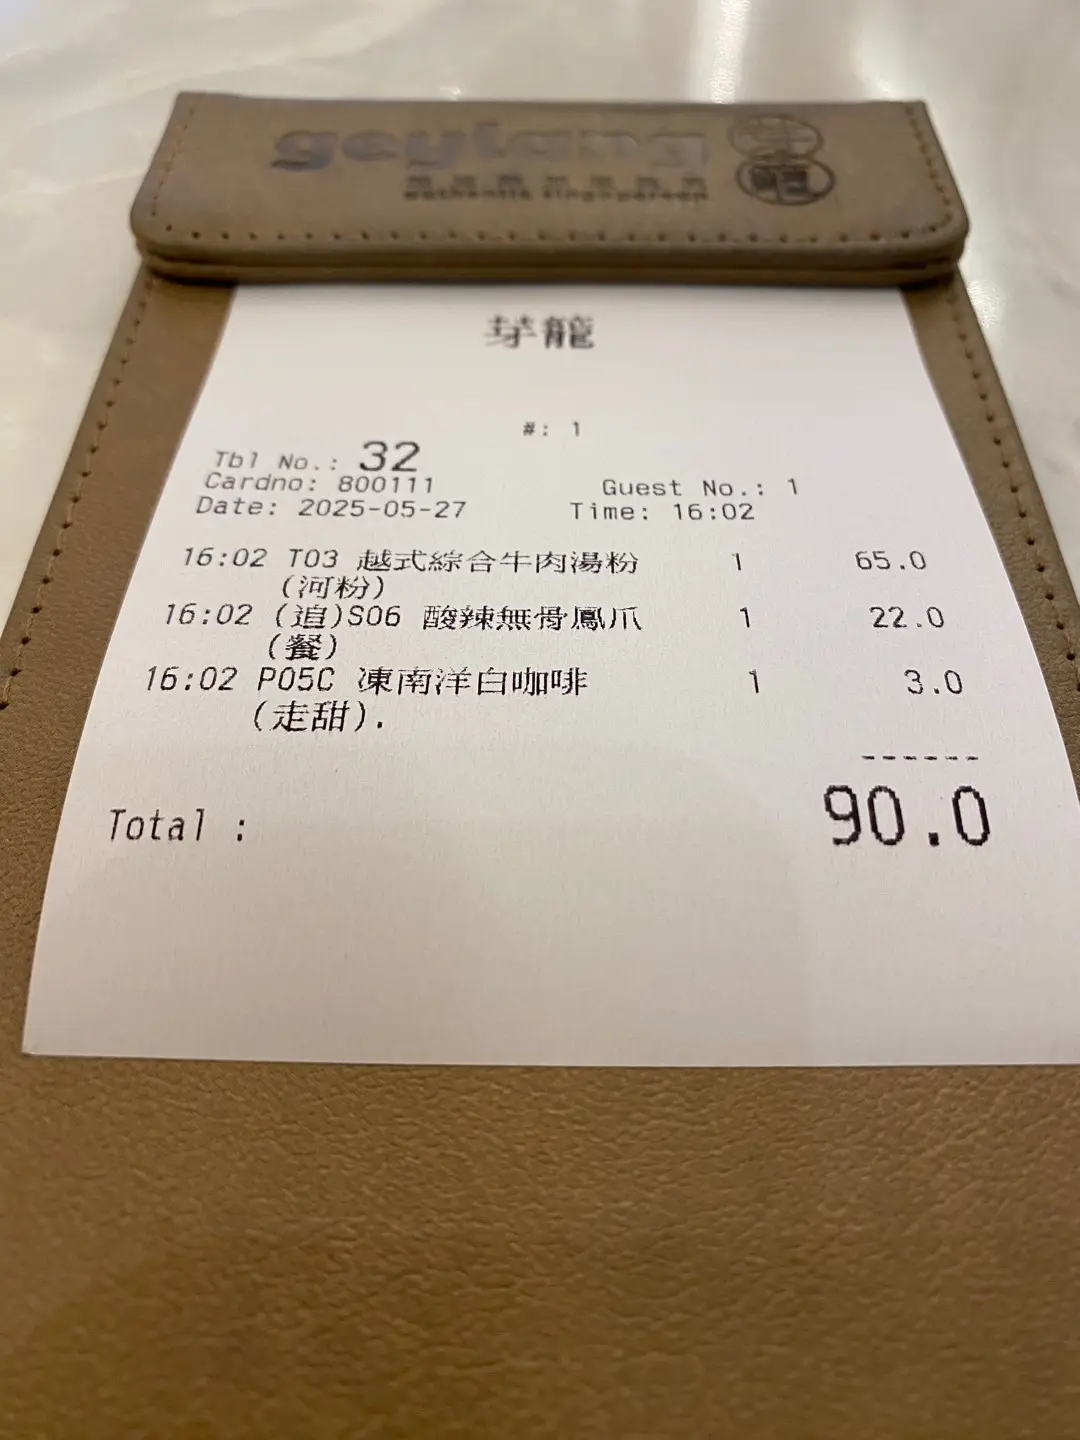 geylang
authentic singaporean
芽籠
#: 1
Tbl No.: 32
Cardno: 800111 Guest No.: 1
Date: 2025-05-27 Time: 16:02
16:02 T03 越式綜合牛肉湯粉 1 65.0
(河粉)
16:02 (追)S06 酸辣無骨鳳爪 1 22.0
(餐)
16:02 P05C 凍南洋白咖啡 1 3.0
(走甜).
------
Total : 90.0